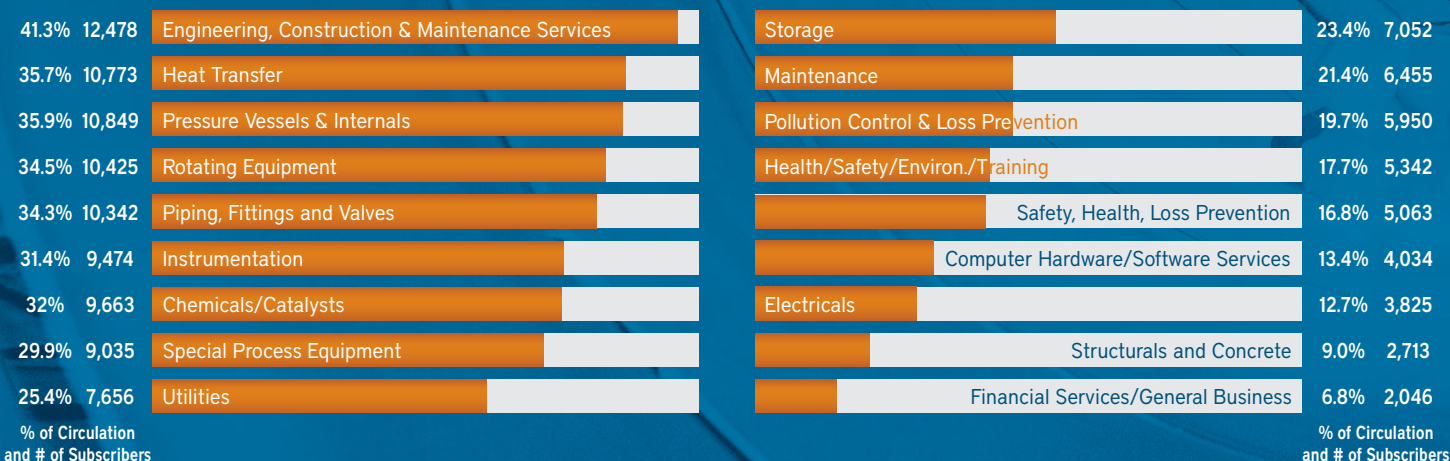 41.3% 12,478 Engineering, Construction & Maintenance Services
35.7% 10,773 Heat Transfer
35.9% 10,849 Pressure Vessels & Internals
34.5% 10,425 Rotating Equipment
34.3% 10,342 Piping, Fittings and Valves
31.4% 9,474 Instrumentation
32% 9,663 Chemicals/Catalysts
29.9% 9,035 Special Process Equipment
25.4% 7,656 Utilities
% of Circulation
and # of Subscribers
Storage 23.4% 7,052
Maintenance 21.4% 6,455
Pollution Control & Loss Prevention 19.7% 5,950
Health/Safety/Environ./Training 17.7% 5,342
Safety, Health, Loss Prevention 16.8% 5,063
Computer Hardware/Software Services 13.4% 4,034
Electricals 12.7% 3,825
Structurals and Concrete 9.0% 2,713
Financial Services/General Business 6.8% 2,046
% of Circulation
and # of Subscribers